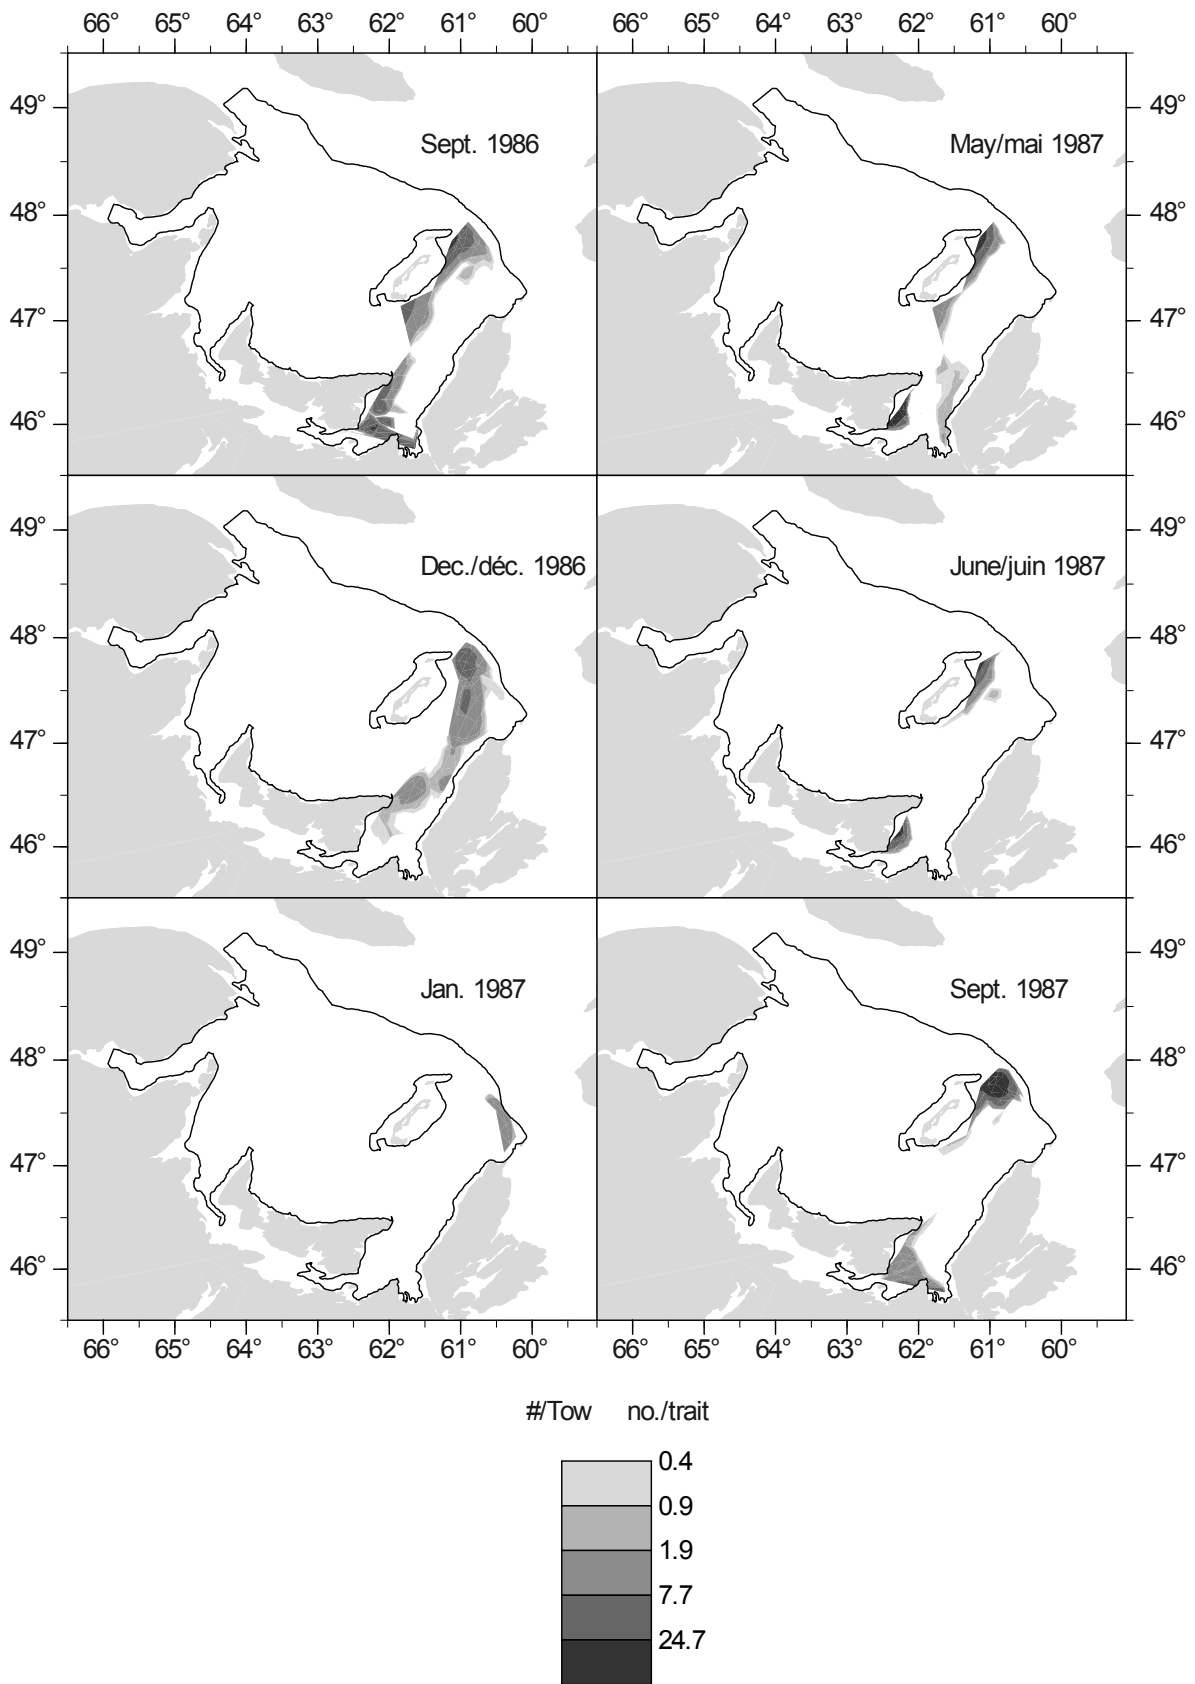 66° 65° 64° 63° 62° 61° 60° 66° 65° 64° 63° 62° 61° 60°
49° 49°
Sept. 1986 May/mai 1987
48° 48°
47° 47°
46° 46°
49° 49°
Dec./déc. 1986 June/juin 1987
48° 48°
47° 47°
46° 46°
49° 49°
Jan. 1987 Sept. 1987
48° 48°
47° 47°
46° 46°
66° 65° 64° 63° 62° 61° 60° 66° 65° 64° 63° 62° 61° 60°
#/Tow no./trait
0.4
0.9
1.9
7.7
24.7